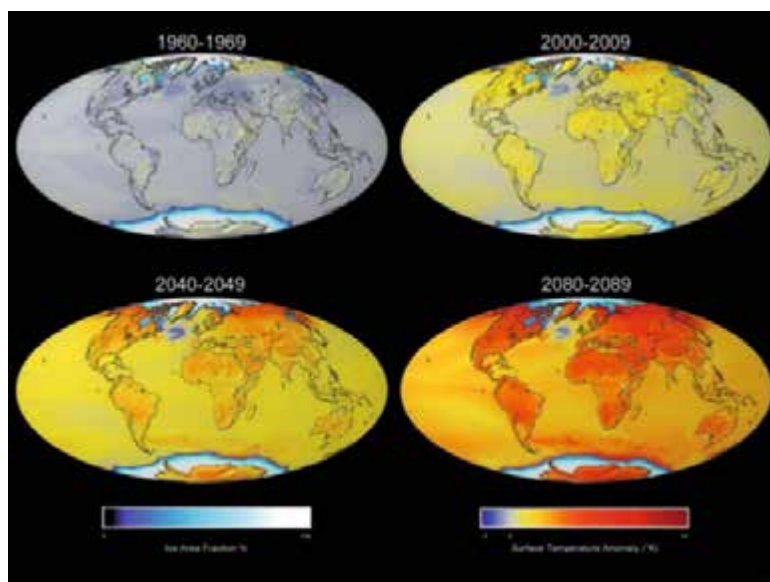 1960-1969
2000-2009
2040-2049
2080-2089
Ice Area Fraction %
Surface Temperature Anomaly (°K)